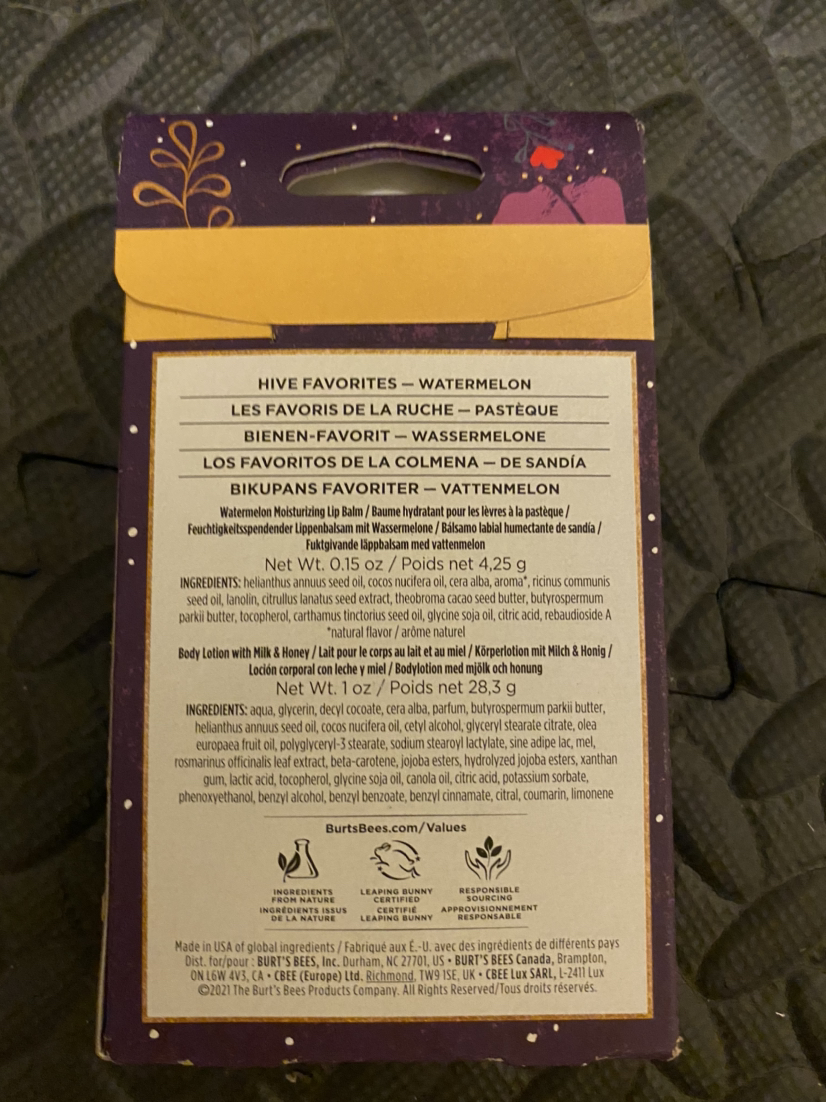 HIVE FAVORITES — WATERMELON
LES FAVORIS DE LA RUCHE — PASTÈQUE
BIENEN-FAVORIT — WASSERMELONE
LOS FAVORITOS DE LA COLMENA — DE SANDÍA
BIKUPANS FAVORITER — VATTENMELON
Watermelon Moisturizing Lip Balm / Baume hydratant pour les lèvres à la pastèque /
Feuchtigkeitsspendender Lippenbalsam mit Wassermelone / Bálsamo labial humectante de sandía /
Fuktgivande läppbalsam med vattenmelon
Net Wt. 0.15 oz / Poids net 4,25 g
INGREDIENTS: helianthus annuus seed oil, cocos nucifera oil, cera alba, aroma*, ricinus communis
seed oil, lanolin, citrullus lanatus seed extract, theobroma cacao seed butter, butyrospermum
parkii butter, tocopherol, carthamus tinctorius seed oil, glycine soja oil, citric acid, rebaudioside A
*natural flavor / arôme naturel
Body Lotion with Milk & Honey / Lait pour le corps au lait et au miel / Körperlotion mit Milch & Honig /
Loción corporal con leche y miel / Bodylotion med mjölk och honung
Net Wt. 1 oz / Poids net 28,3 g
INGREDIENTS: aqua, glycerin, decyl cocoate, cera alba, parfum, butyrospermum parkii butter,
helianthus annuus seed oil, cocos nucifera oil, cetyl alcohol, glyceryl stearate citrate, olea
europaea fruit oil, polyglyceryl-3 stearate, sodium stearoyl lactylate, sine adipe lac, mel,
rosmarinus officinalis leaf extract, beta-carotene, jojoba esters, hydrolyzed jojoba esters, xanthan
gum, lactic acid, tocopherol, glycine soja oil, canola oil, citric acid, potassium sorbate,
phenoxyethanol, benzyl alcohol, benzyl benzoate, benzyl cinnamate, citral, coumarin, limonene
BurtsBees.com/Values
INGREDIENTS
FROM NATURE
INGRÉDIENTS ISSUS
DE LA NATURE
LEAPING BUNNY
CERTIFIED
CERTIFIÉ
LEAPING BUNNY
RESPONSIBLE
SOURCING
APPROVISIONNEMENT
RESPONSABLE
Made in USA of global ingredients / Fabriqué aux É.-U. avec des ingrédients de différents pays
Dist. for/pour : BURT'S BEES, Inc. Durham, NC 27701, US • BURT'S BEES Canada, Brampton,
ON L6W 4V3, CA • CBEE (Europe) Ltd. Richmond, TW9 1SE, UK • CBEE Lux SARL, L-2411 Lux
©2021 The Burt's Bees Products Company. All Rights Reserved/Tous droits réservés.